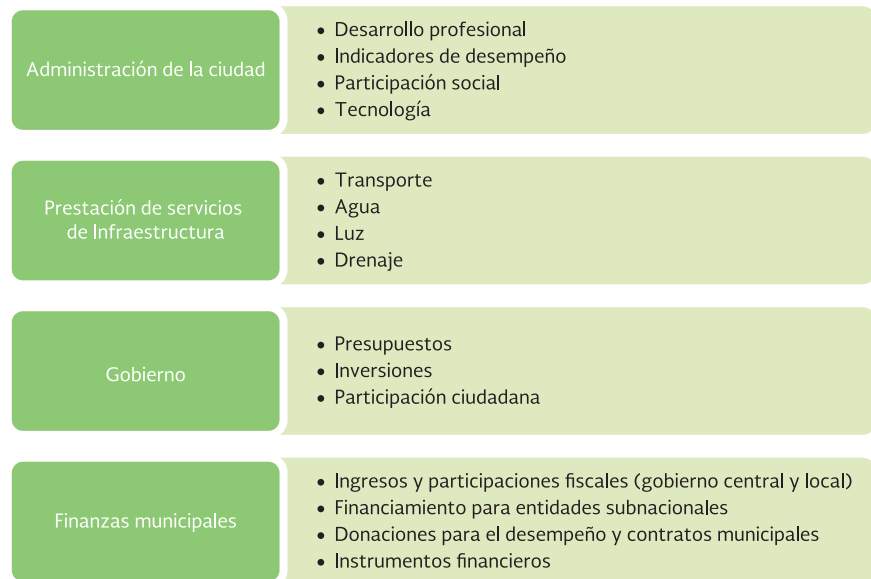 Administración de la ciudad
• Desarrollo profesional
• Indicadores de desempeño
• Participación social
• Tecnología
Prestación de servicios
de Infraestructura
• Transporte
• Agua
• Luz
• Drenaje
Gobierno
• Presupuestos
• Inversiones
• Participación ciudadana
Finanzas municipales
• Ingresos y participaciones fiscales (gobierno central y local)
• Financiamiento para entidades subnacionales
• Donaciones para el desempeño y contratos municipales
• Instrumentos financieros